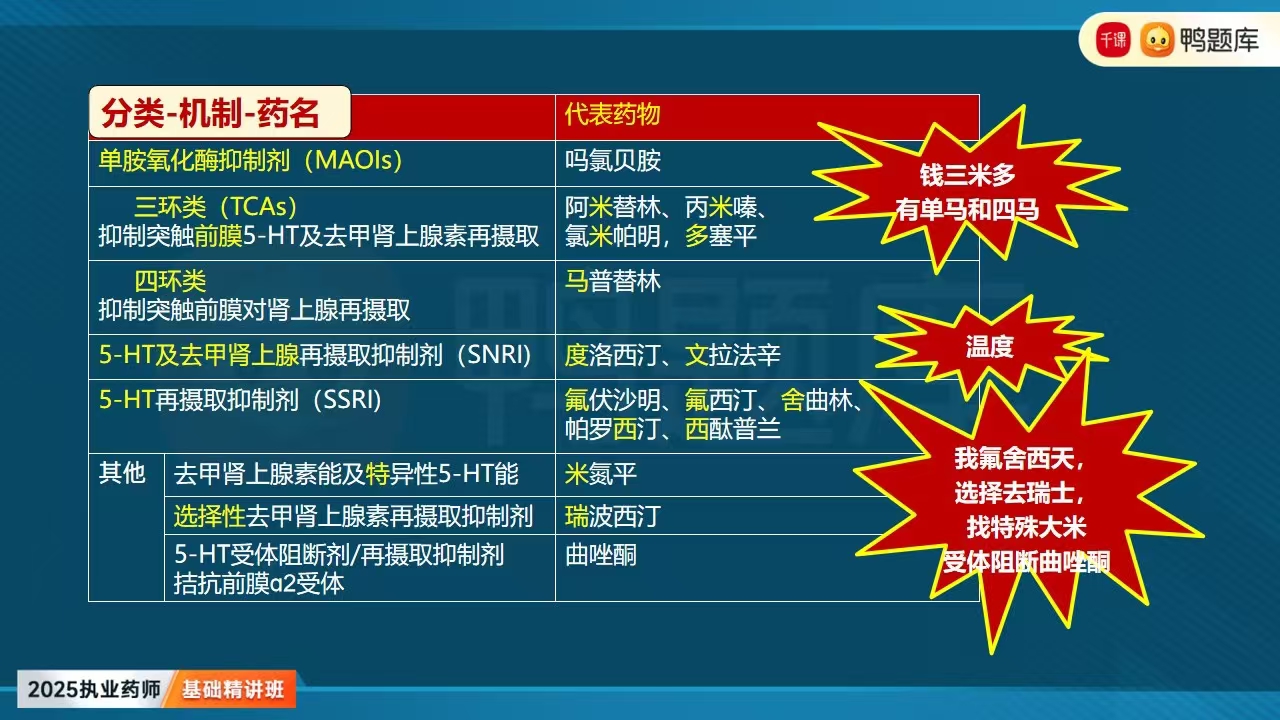 千课 鸭题库
分类-机制-药名
代表药物
单胺氧化酶抑制剂（MAOIs）
吗氯贝胺
三环类（TCAs）
抑制突触前膜5-HT及去甲肾上腺素再摄取
阿米替林、丙米嗪、
氯米帕明，多塞平
四环类
抑制突触前膜对肾上腺再摄取
马普替林
5-HT及去甲肾上腺再摄取抑制剂（SNRI）
度洛西汀、文拉法辛
5-HT再摄取抑制剂（SSRI）
氟伏沙明、氟西汀、舍曲林、
帕罗西汀、西酞普兰
其他
去甲肾上腺素能及特异性5-HT能
米氮平
选择性去甲肾上腺素再摄取抑制剂
瑞波西汀
5-HT受体阻断剂/再摄取抑制剂
拮抗前膜α2受体
曲唑酮
钱三米多
有单马和四马
温度
我氟舍西天，
选择去瑞士，
找特殊大米
受体阻断曲唑酮
鸭题库
2025执业药师 基础精讲班